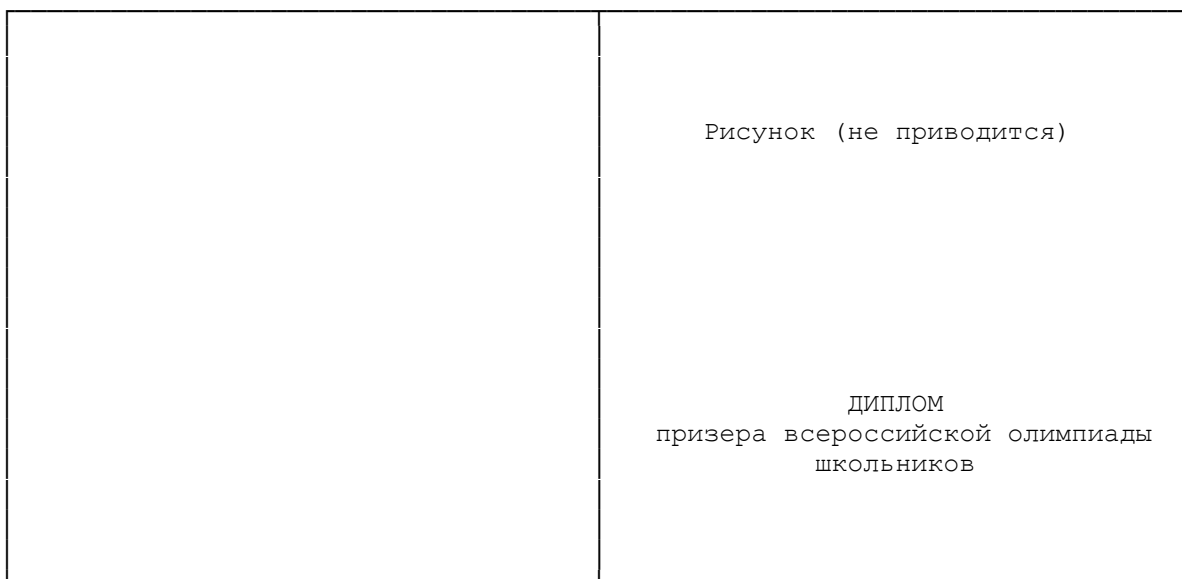 Рисунок (не приводится)
ДИПЛОМ
призера всероссийской олимпиады
школьников